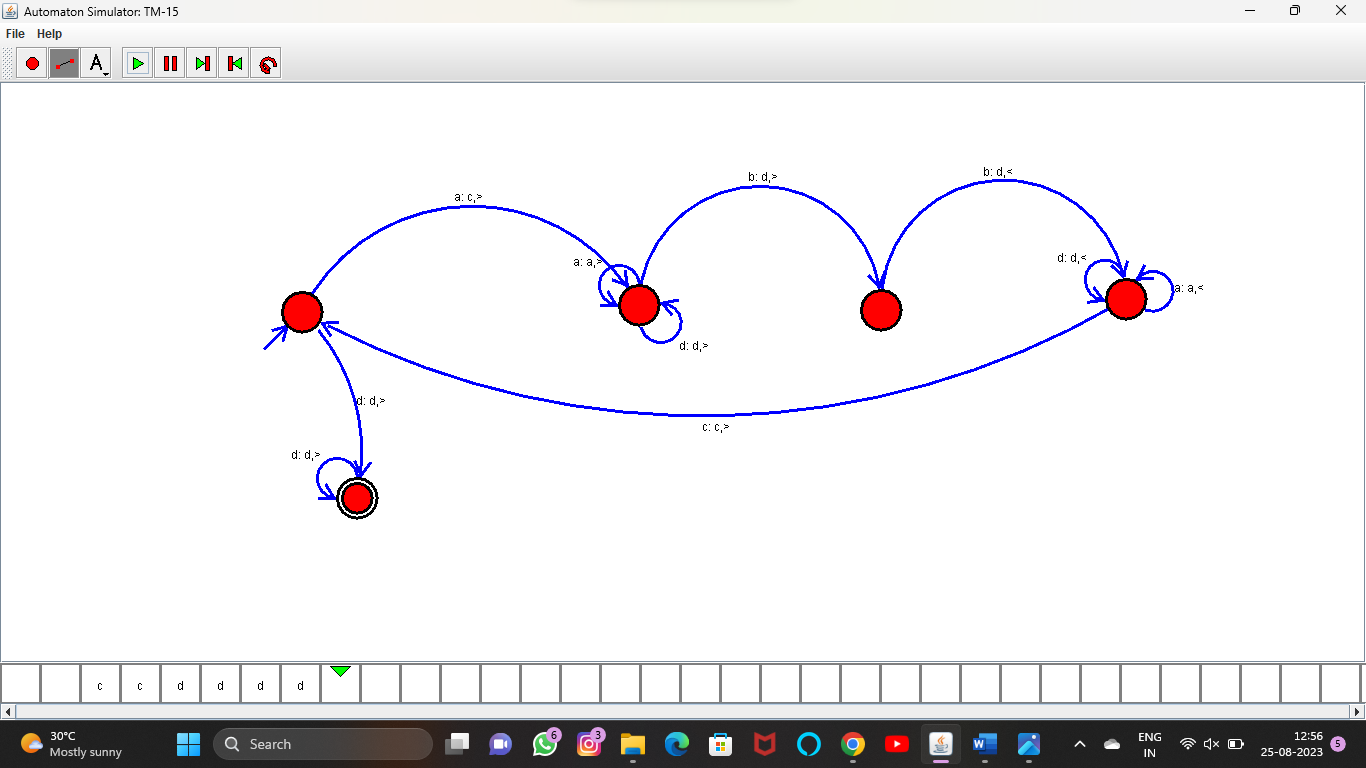 Automaton Simulator: TM-15
File Help
A
b: d,<
b: d,>
a: c,>
d: d,<
a: a,>
a: a,<
d: d,>
d: d,>
c: c,>
d: d,>
c c d d d d
30°C
Mostly sunny
Search
6
3
ENG
IN
12:56
25-08-2023
5